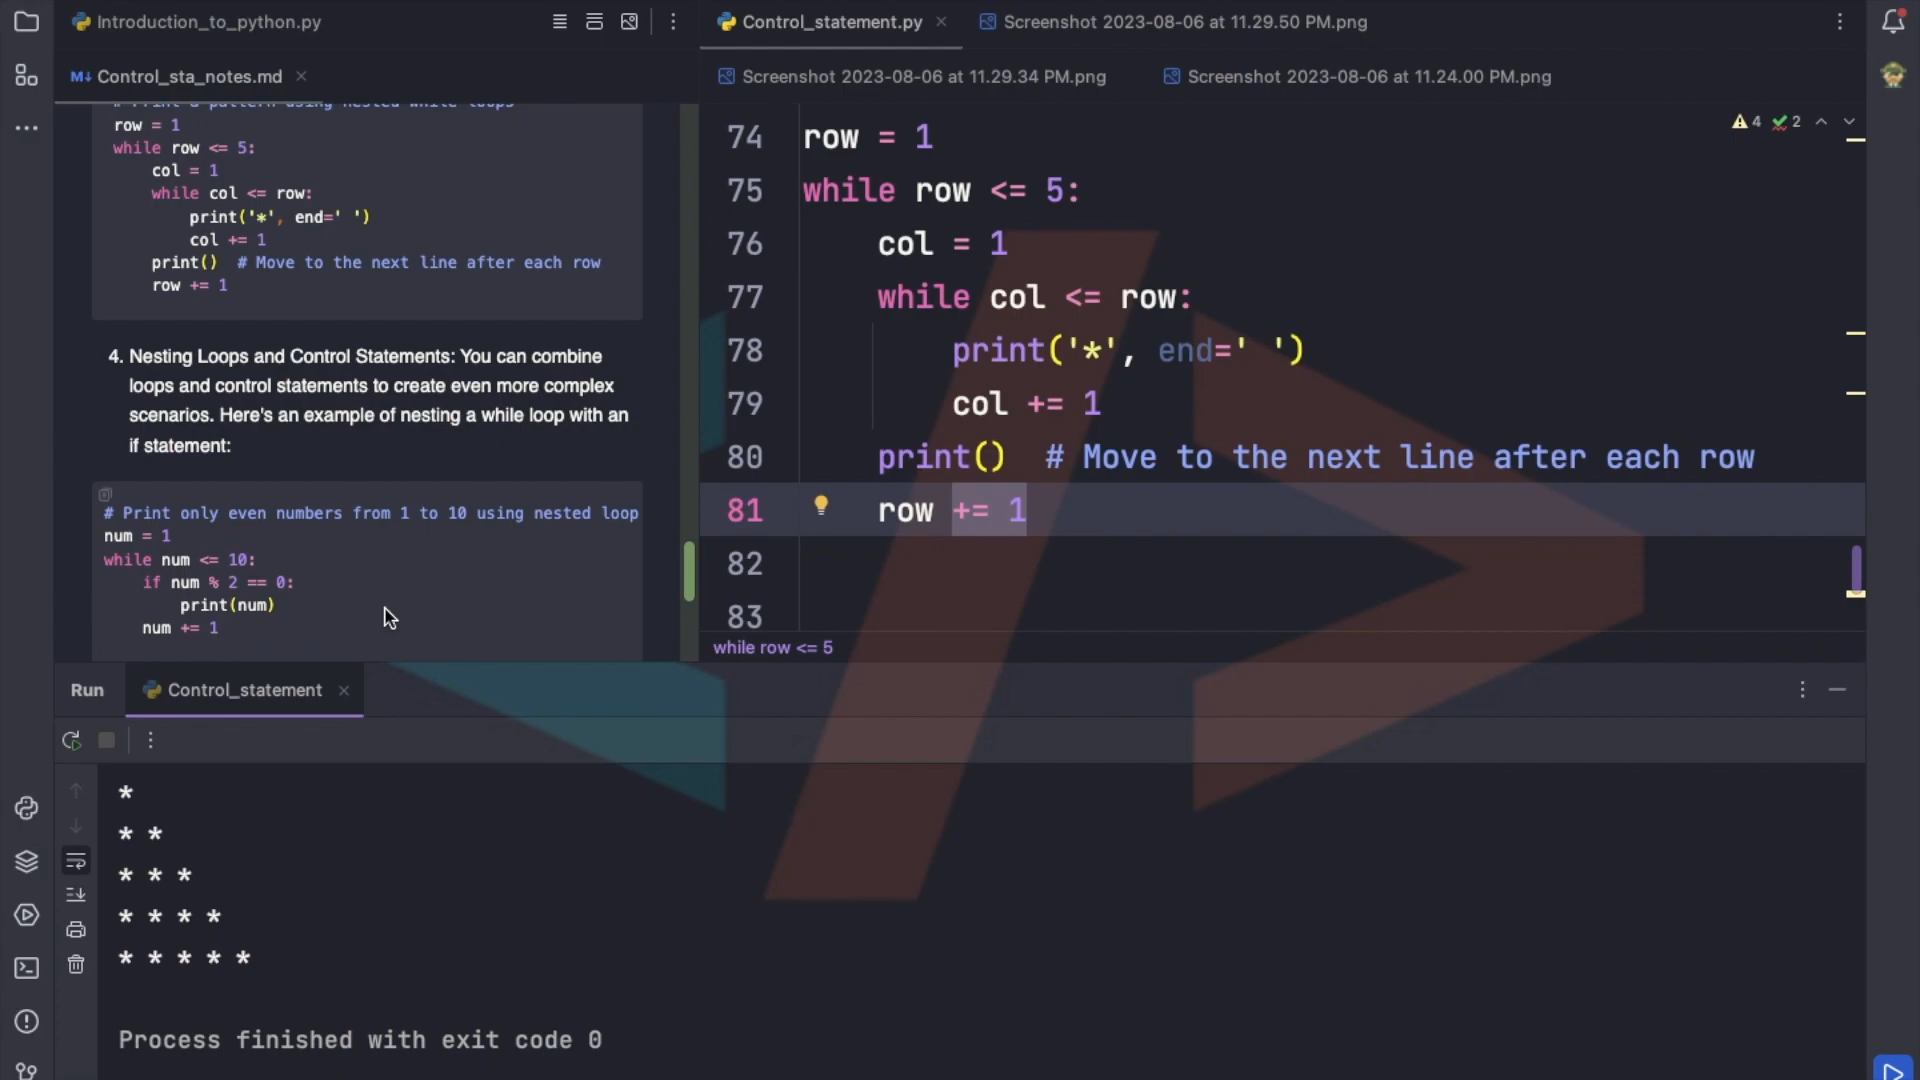 Introduction_to_python.py
Control_statement.py
Screenshot 2023-08-06 at 11.29.50 PM.png
M↓ Control_sta_notes.md
Screenshot 2023-08-06 at 11.29.34 PM.png
Screenshot 2023-08-06 at 11.24.00 PM.png
# Print a pattern using nested while loops
row = 1
while row <= 5:
col = 1
while col <= row:
print('*', end=' ')
col += 1
print()  # Move to the next line after each row
row += 1
4. Nesting Loops and Control Statements: You can combine
loops and control statements to create even more complex
scenarios. Here's an example of nesting a while loop with an
if statement:
# Print only even numbers from 1 to 10 using nested loop
num = 1
while num <= 10:
if num % 2 == 0:
print(num)
num += 1
4 2
74 row = 1
75 while row <= 5:
76 col = 1
77 while col <= row:
78 print('*', end=' ')
79 col += 1
80 print()  # Move to the next line after each row
81 row += 1
82
83
while row <= 5
Run Control_statement
*
* *
* * *
* * * *
* * * * *
Process finished with exit code 0